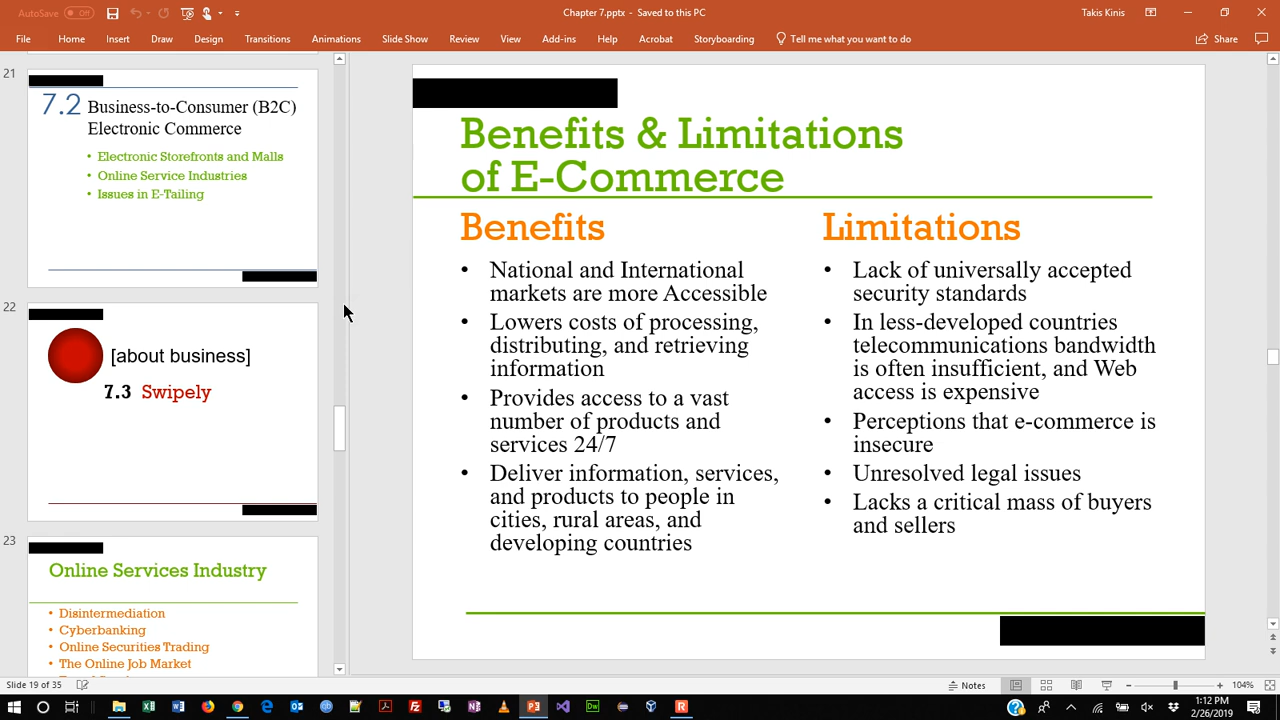 AutoSave Off
Chapter 7.pptx - Saved to this PC
Takis Kinis
File Home Insert Draw Design Transitions Animations Slide Show Review View Add-ins Help Acrobat Storyboarding Tell me what you want to do Share
21
7.2 Business-to-Consumer (B2C)
Electronic Commerce
• Electronic Storefronts and Malls
• Online Service Industries
• Issues in E-Tailing
22
[about business]
7.3 Swipely
23
Online Services Industry
• Disintermediation
• Cyberbanking
• Online Securities Trading
• The Online Job Market
Benefits & Limitations
of E-Commerce
Benefits
• National and International
markets are more Accessible
• Lowers costs of processing,
distributing, and retrieving
information
• Provides access to a vast
number of products and
services 24/7
• Deliver information, services,
and products to people in
cities, rural areas, and
developing countries
Limitations
• Lack of universally accepted
security standards
• In less-developed countries
telecommunications bandwidth
is often insufficient, and Web
access is expensive
• Perceptions that e-commerce is
insecure
• Unresolved legal issues
• Lacks a critical mass of buyers
and sellers
Slide 19 of 35
Notes
104%
1:12 PM
2/26/2019